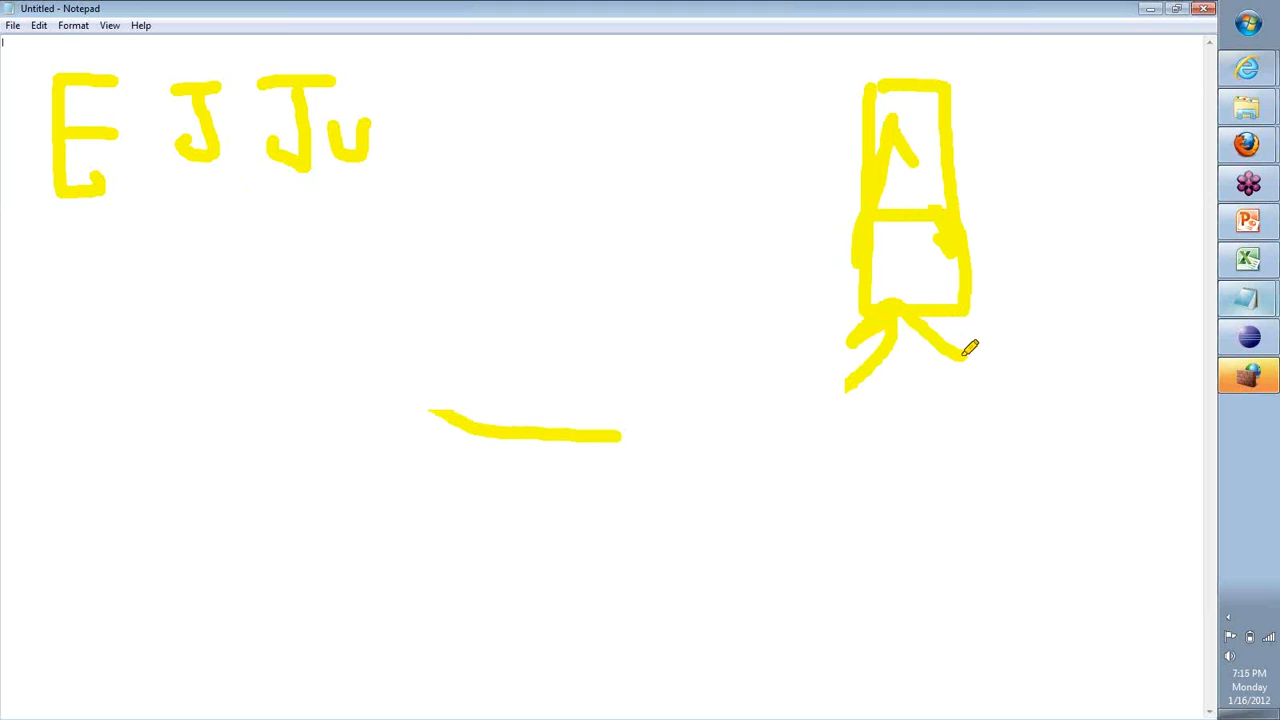 Untitled - Notepad
File Edit Format View Help
E J Ju
7:15 PM
Monday
1/16/2012